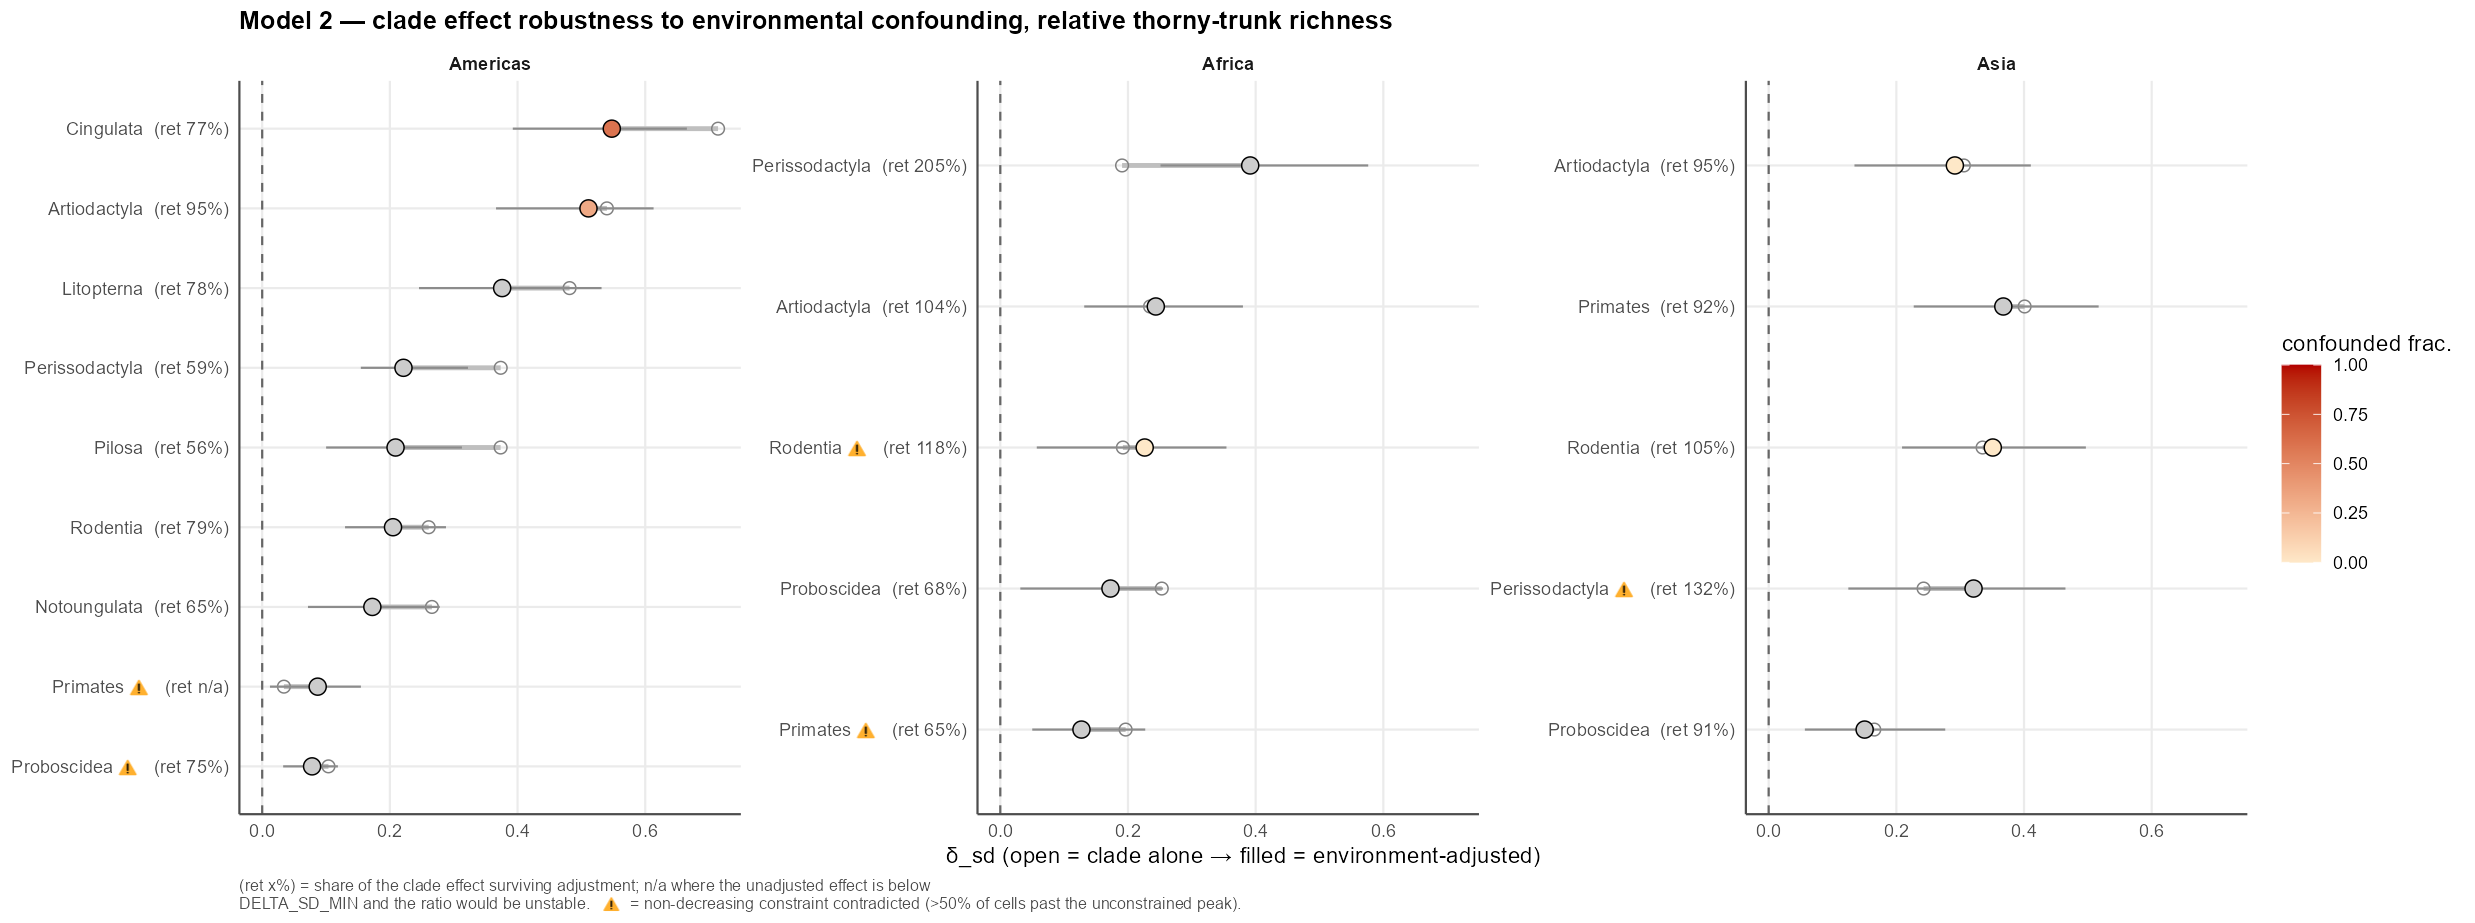 Model 2 — clade effect robustness to environmental confounding, relative thorny-trunk richness
Americas
Cingulata (ret 77%)
Artiodactyla (ret 95%)
Litopterna (ret 78%)
Perissodactyla (ret 59%)
Pilosa (ret 56%)
Rodentia (ret 79%)
Notoungulata (ret 65%)
Primates ⚠ (ret n/a)
Proboscidea ⚠ (ret 75%)
0.0 0.2 0.4 0.6
Africa
Perissodactyla (ret 205%)
Artiodactyla (ret 104%)
Rodentia ⚠ (ret 118%)
Proboscidea (ret 68%)
Primates ⚠ (ret 65%)
0.0 0.2 0.4 0.6
Asia
Artiodactyla (ret 95%)
Primates (ret 92%)
Rodentia (ret 105%)
Perissodactyla ⚠ (ret 132%)
Proboscidea (ret 91%)
0.0 0.2 0.4 0.6
δ_sd (open = clade alone → filled = environment-adjusted)
confounded frac.
1.00
0.75
0.50
0.25
0.00
(ret x%) = share of the clade effect surviving adjustment; n/a where the unadjusted effect is below
DELTA_SD_MIN and the ratio would be unstable. ⚠ = non-decreasing constraint contradicted (>50% of cells past the unconstrained peak).